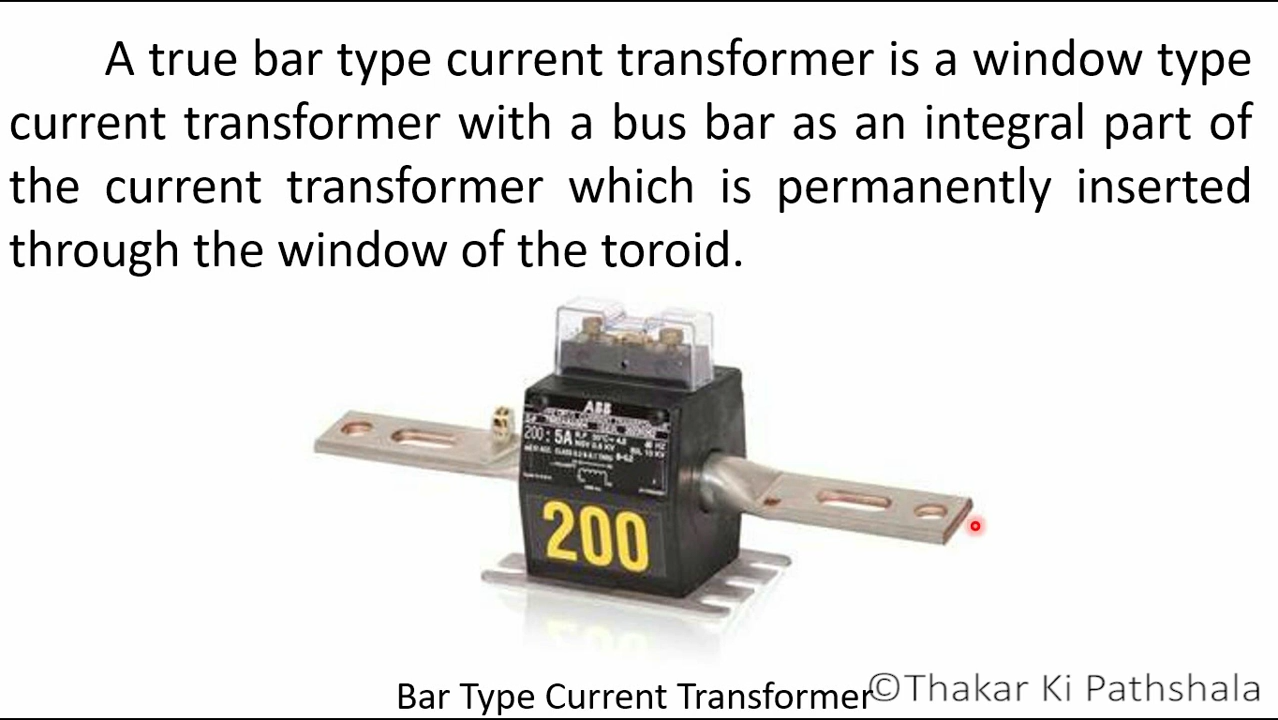 A true bar type current transformer is a window type
current transformer with a bus bar as an integral part of
the current transformer which is permanently inserted
through the window of the toroid.
ABB
200 : 5A
200
Bar Type Current Transformer
©Thakar Ki Pathshala